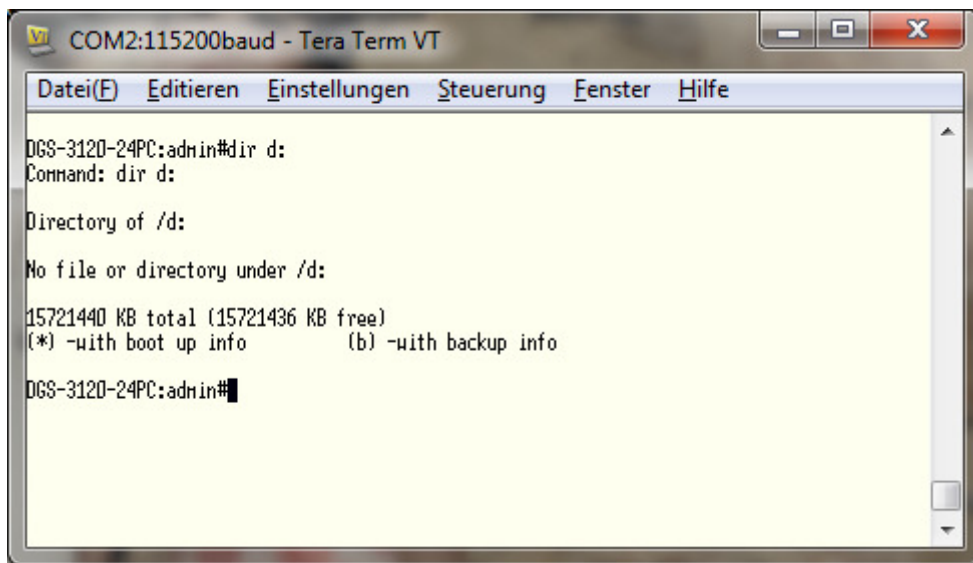 COM2:115200baud - Tera Term VT
Datei(F) Editieren Einstellungen Steuerung Fenster Hilfe
DGS-3120-24PC:admin#dir d:
Command: dir d:
Directory of /d:
No file or directory under /d:
15721440 KB total (15721436 KB free)
(*) -with boot up info (b) -with backup info
DGS-3120-24PC:admin#